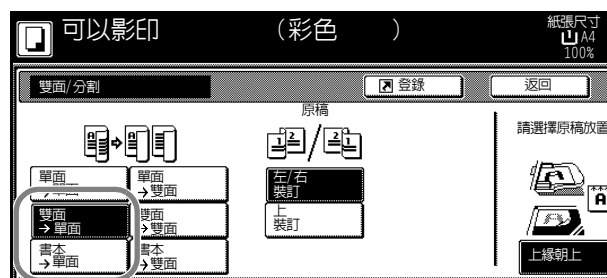 可以影印 （彩色 ）
紙張尺寸
1 A4
100%
雙面/分割
登錄
返回
原稿
請選擇原稿放置
單面
→單面
單面
→雙面
左/右
裝訂
雙面
→單面
雙面
→雙面
上
裝訂
書本
→單面
書本
→雙面
上緣朝上